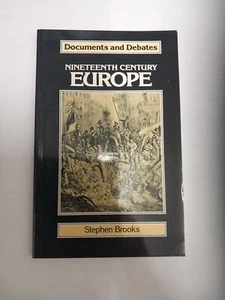 Documents and Debates
NINETEENTH CENTURY
EUROPE
Stephen Brooks